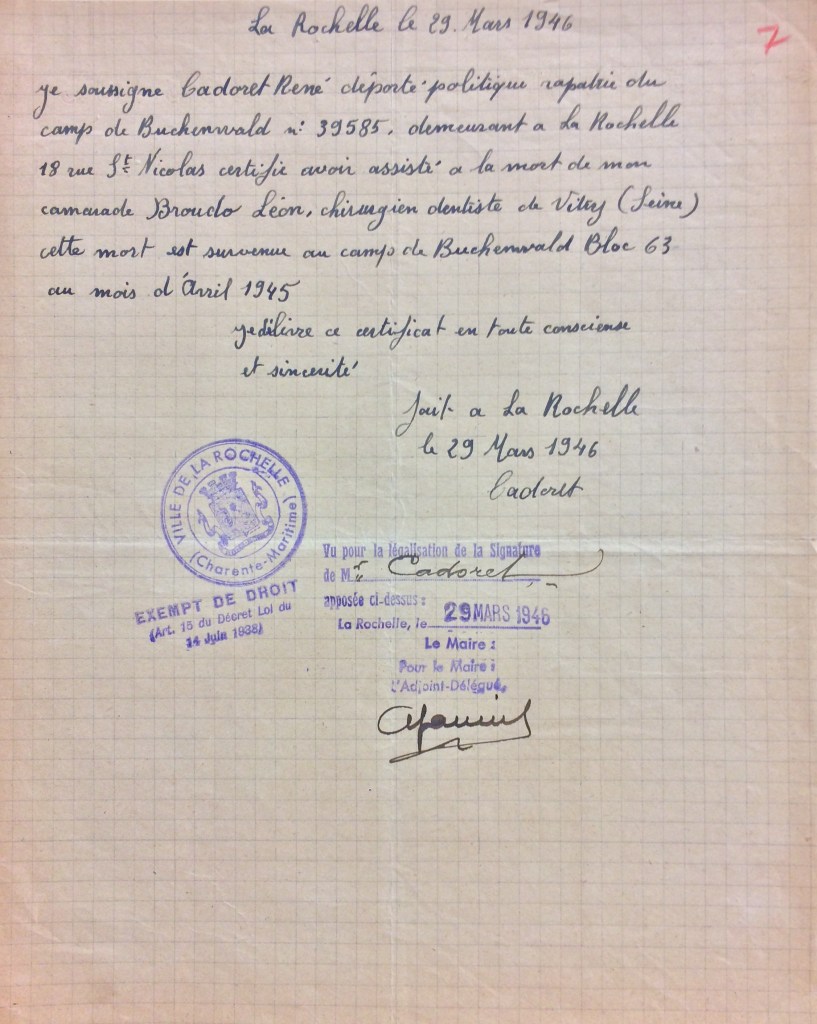 La Rochelle le 29. Mars 1946
7
je soussigne Cadoret René déporté politique rapatrie du
camp de Buchenwald n: 39585, demeurant a La Rochelle
18 rue St Nicolas certifie avoir assisté a la mort de mon
camarade Broudo Léon, chirurgien dentiste de Vitry (Seine)
cette mort est survenue au camp de Buchenwald Bloc 63
au mois d'Avril 1945
je délivre ce certificat en toute consciense
et sincerité
fait a La Rochelle
le 29 Mars 1946
Cadoret
VILLE DE LA ROCHELLE
(Charente-Maritime)
EXEMPT DE DROIT
(Art. 15 du Décret Loi du
14 Juin 1938)
Vu pour la légalisation de la Signature
de Mr Cadoret
apposée ci-dessus :
La Rochelle, le 29 MARS 1946
Le Maire :
Pour le Maire :
L'Adjoint-Délégué,